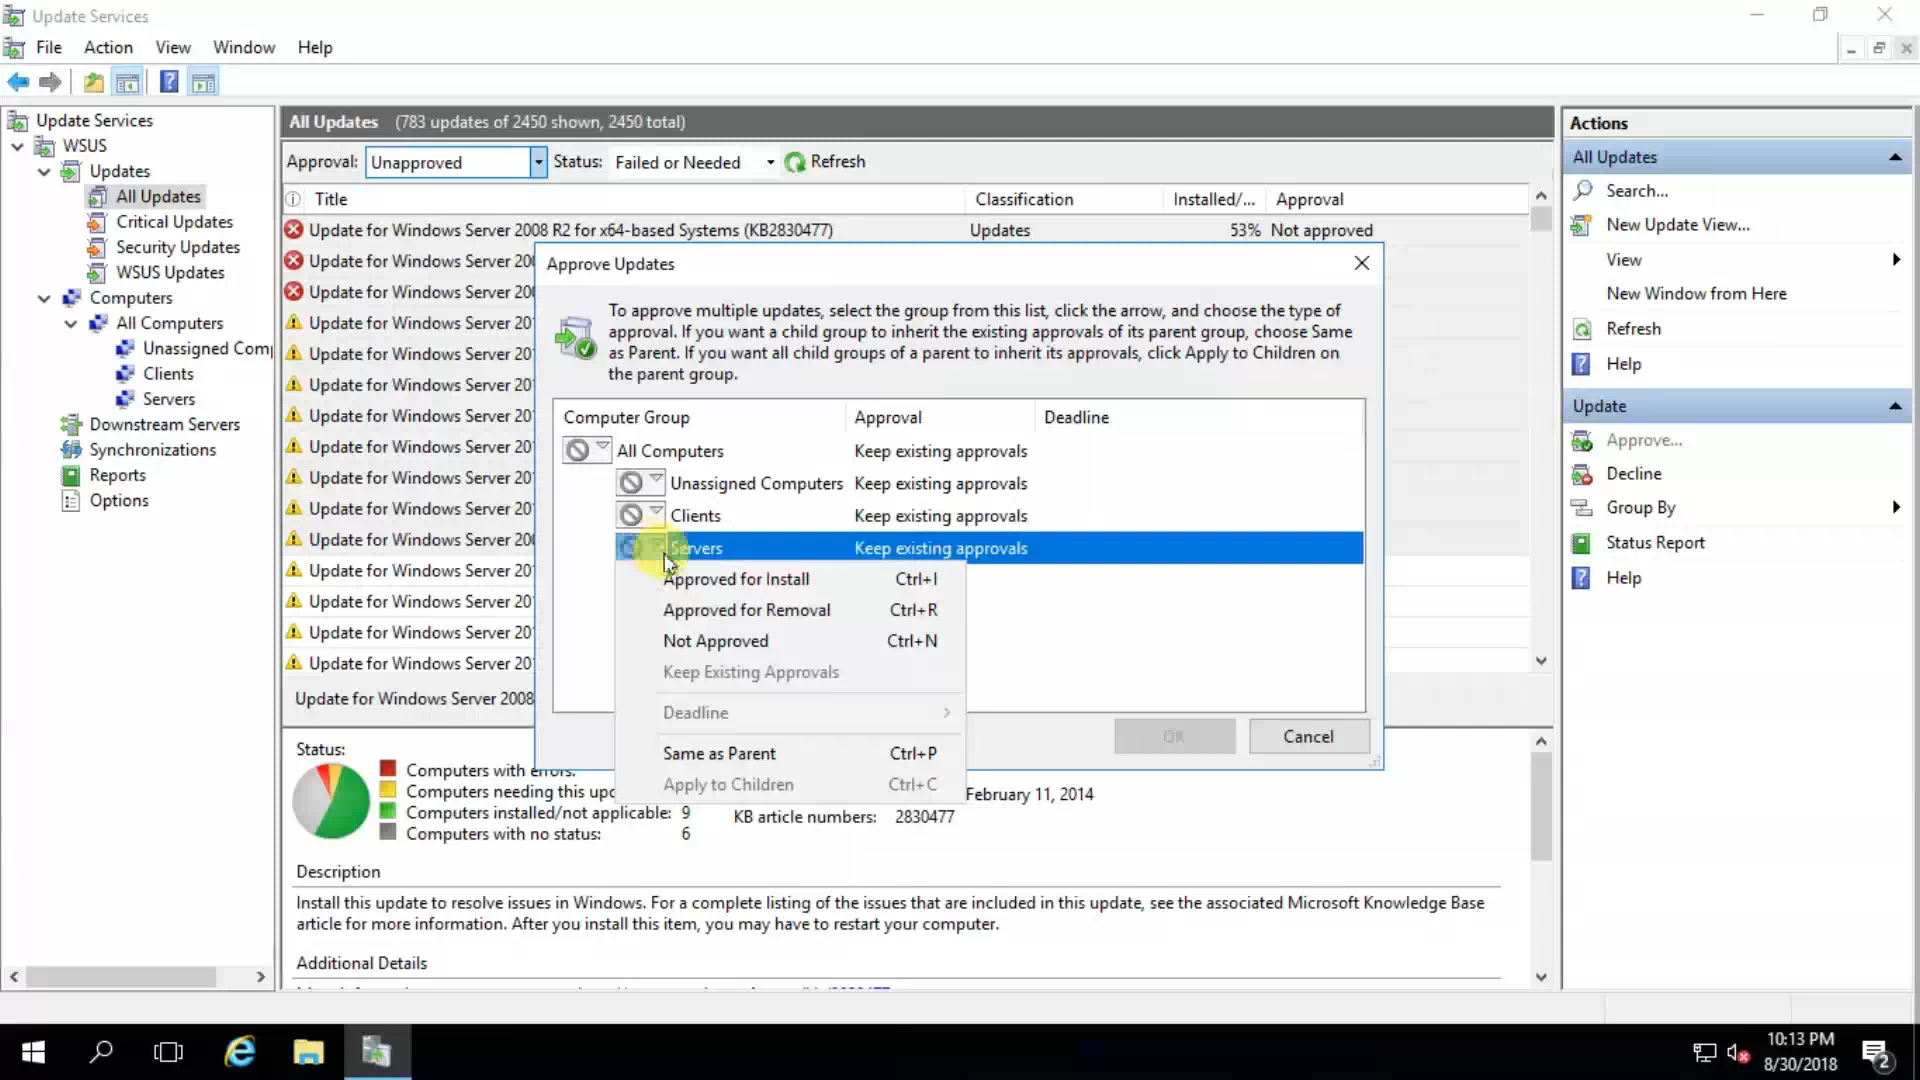 Update Services
File Action View Window Help
Update Services
WSUS
Updates
All Updates
Critical Updates
Security Updates
WSUS Updates
Computers
All Computers
Unassigned Comp
Clients
Servers
Downstream Servers
Synchronizations
Reports
Options
All Updates (783 updates of 2450 shown, 2450 total)
Approval: Unapproved Status: Failed or Needed Refresh
Title Classification Installed/... Approval
Update for Windows Server 2008 R2 for x64-based Systems (KB2830477) Updates 53% Not approved
Update for Windows Server 200
Update for Windows Server 200
Update for Windows Server 20
Update for Windows Server 20
Update for Windows Server 20
Update for Windows Server 20
Update for Windows Server 20
Update for Windows Server 20
Update for Windows Server 20
Update for Windows Server 200
Update for Windows Server 20
Update for Windows Server 20
Update for Windows Server 20
Update for Windows Server 20
Update for Windows Server 2008
Approve Updates
To approve multiple updates, select the group from this list, click the arrow, and choose the type of
approval. If you want a child group to inherit the existing approvals of its parent group, choose Same
as Parent. If you want all child groups of a parent to inherit its approvals, click Apply to Children on
the parent group.
Computer Group Approval Deadline
All Computers Keep existing approvals
Unassigned Computers Keep existing approvals
Clients Keep existing approvals
Servers Keep existing approvals
Approved for Install Ctrl+I
Approved for Removal Ctrl+R
Not Approved Ctrl+N
Keep Existing Approvals
Deadline
Same as Parent Ctrl+P
Apply to Children Ctrl+C
OK Cancel
Status:
Computers with errors:
Computers needing this upd
Computers installed/not applicable: 9
Computers with no status: 6
February 11, 2014
KB article numbers: 2830477
Description
Install this update to resolve issues in Windows. For a complete listing of the issues that are included in this update, see the associated Microsoft Knowledge Base
article for more information. After you install this item, you may have to restart your computer.
Additional Details
Actions
All Updates
Search...
New Update View...
View
New Window from Here
Refresh
Help
Update
Approve...
Decline
Group By
Status Report
Help
10:13 PM
8/30/2018
2